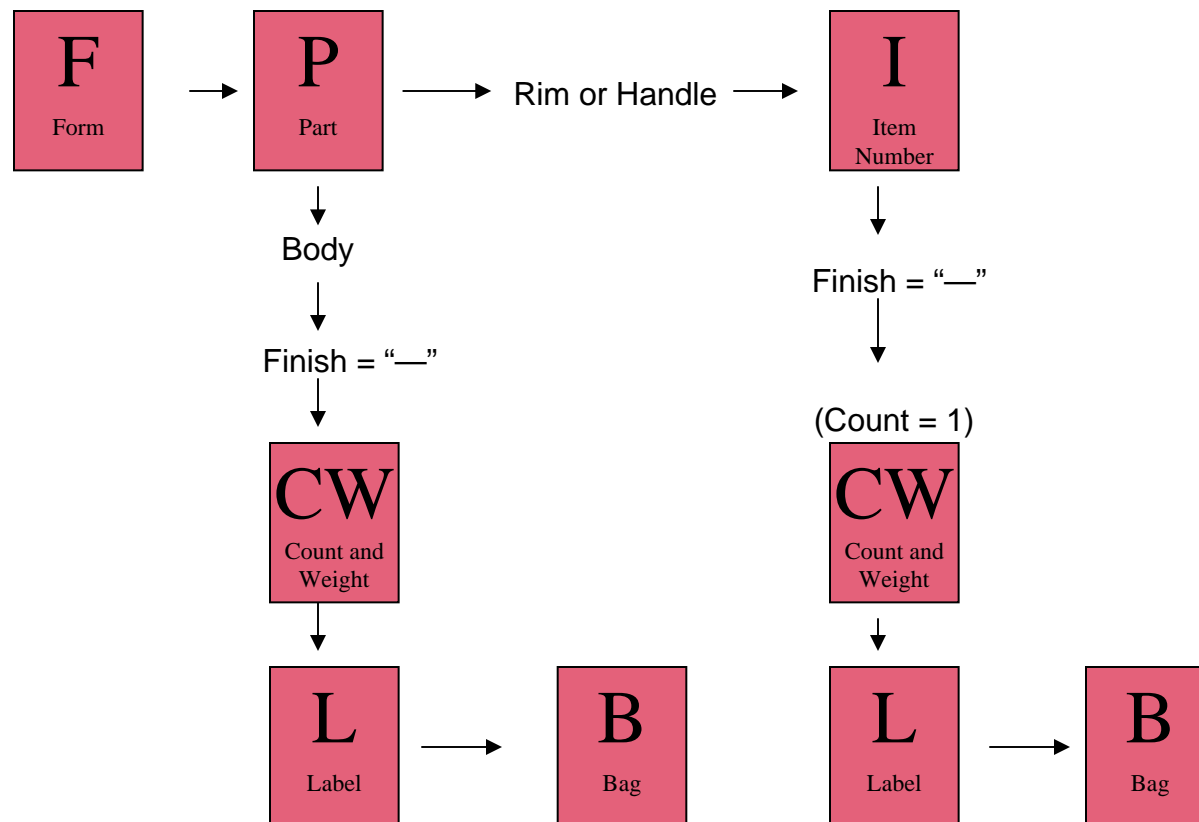 F
Form
P
Part
Rim or Handle
I
Item
Number
Body
Finish = “—”
Finish = “—”
(Count = 1)
CW
Count and
Weight
CW
Count and
Weight
L
Label
B
Bag
L
Label
B
Bag